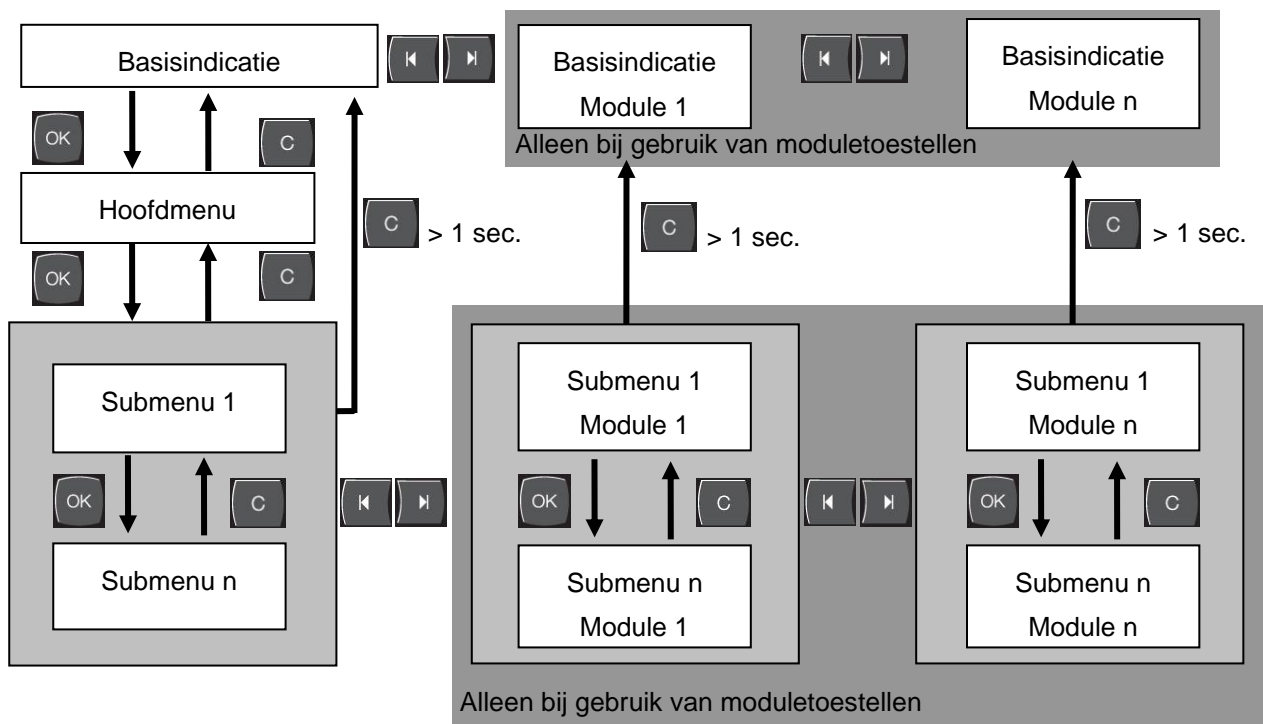 Basisindicatie
Basisindicatie
Module 1
Basisindicatie
Module n
Alleen bij gebruik van moduletoestellen
OK
C
Hoofdmenu
C
> 1 sec.
C
> 1 sec.
C
> 1 sec.
OK
C
Submenu 1
Submenu 1
Module 1
Submenu 1
Module n
OK
C
OK
C
OK
C
Submenu n
Submenu n
Module 1
Submenu n
Module n
Alleen bij gebruik van moduletoestellen